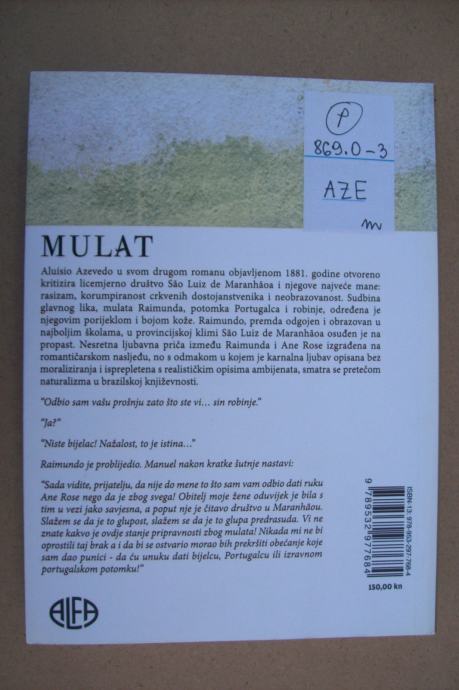 P
869.0-3
AZE
m
MULAT
Aluísio Azevedo u svom drugom romanu objavljenom 1881. godine otvoreno
kritizira licemjerno društvo São Luiz de Maranhãoa i njegove najveće mane:
rasizam, korumpiranost crkvenih dostojanstvenika i neobrazovanost. Sudbina
glavnog lika, mulata Raimunda, potomka Portugalca i robinje, određena je
njegovim porijeklom i bojom kože. Raimundo, premda odgojen i obrazovan u
najboljim školama, u provincijskoj klimi São Luiz de Maranhãoa osuđen je na
propast. Nesretna ljubavna priča između Raimunda i Ane Rose izgrađena na
romantičarskom nasljeđu, no s odmakom u kojem je karnalna ljubav opisana bez
moraliziranja i isprepletena s realističkim opisima ambijenata, smatra se pretečom
naturalizma u brazilskoj književnosti.
"Odbio sam vašu prošnju zato što ste vi... sin robinje."
"Ja?"
"Niste bijelac! Nažalost, to je istina..."
Raimundo je problijedio. Manuel nakon kratke šutnje nastavi:
"Sada vidite, prijatelju, da nije do mene to što sam vam odbio dati ruku
Ane Rose nego da je zbog svega! Obitelj moje žene oduvijek je bila s
tim u vezi jako savjesna, a poput nje je čitavo društvo u Maranhãou.
Slažem se da je to glupost, slažem se da je to glupa predrasuda. Vi ne
znate kakvo je ovdje stanje pripravnosti zbog mulata! Nikada mi ne bi
oprostili taj brak a i da bi se ostvario morao bih prekršiti obećanje koje
sam dao punici - da ću unuku dati bijelcu, Portugalcu ili izravnom
portugalskom potomku!"
ISBN-13: 978-953-297-768-4
9 789532 977684
150,00 kn
ALFA